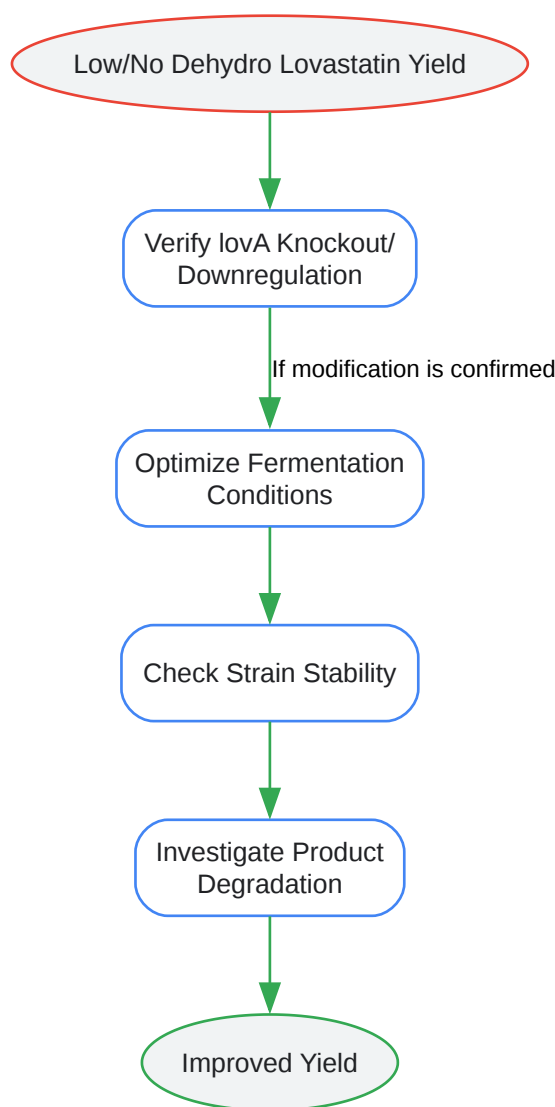 Low/No Dehydro Lovastatin Yield
Verify lovA Knockout/
Downregulation
If modification is confirmed
Optimize Fermentation
Conditions
Check Strain Stability
Investigate Product
Degradation
Improved Yield